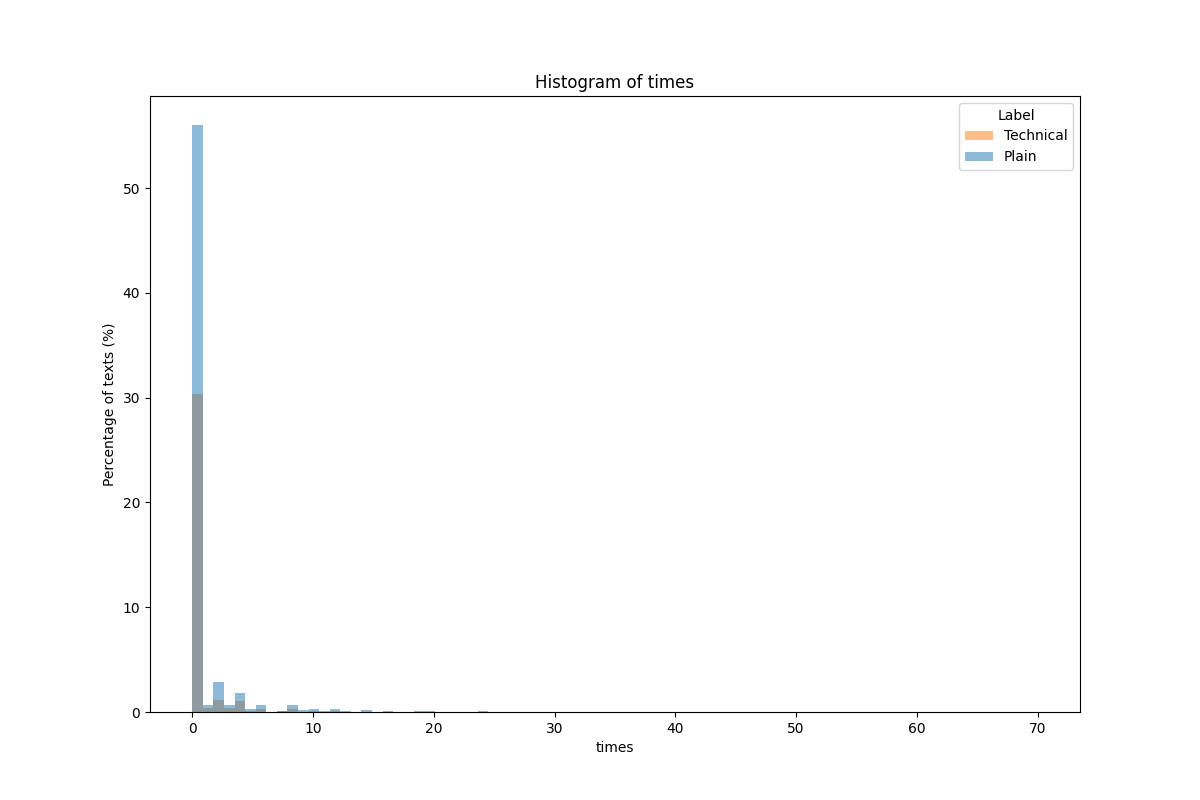 Histogram of times
Label
Technical
Plain
Percentage of texts (%)
50
40
30
20
10
0
0 10 20 30 40 50 60 70
times